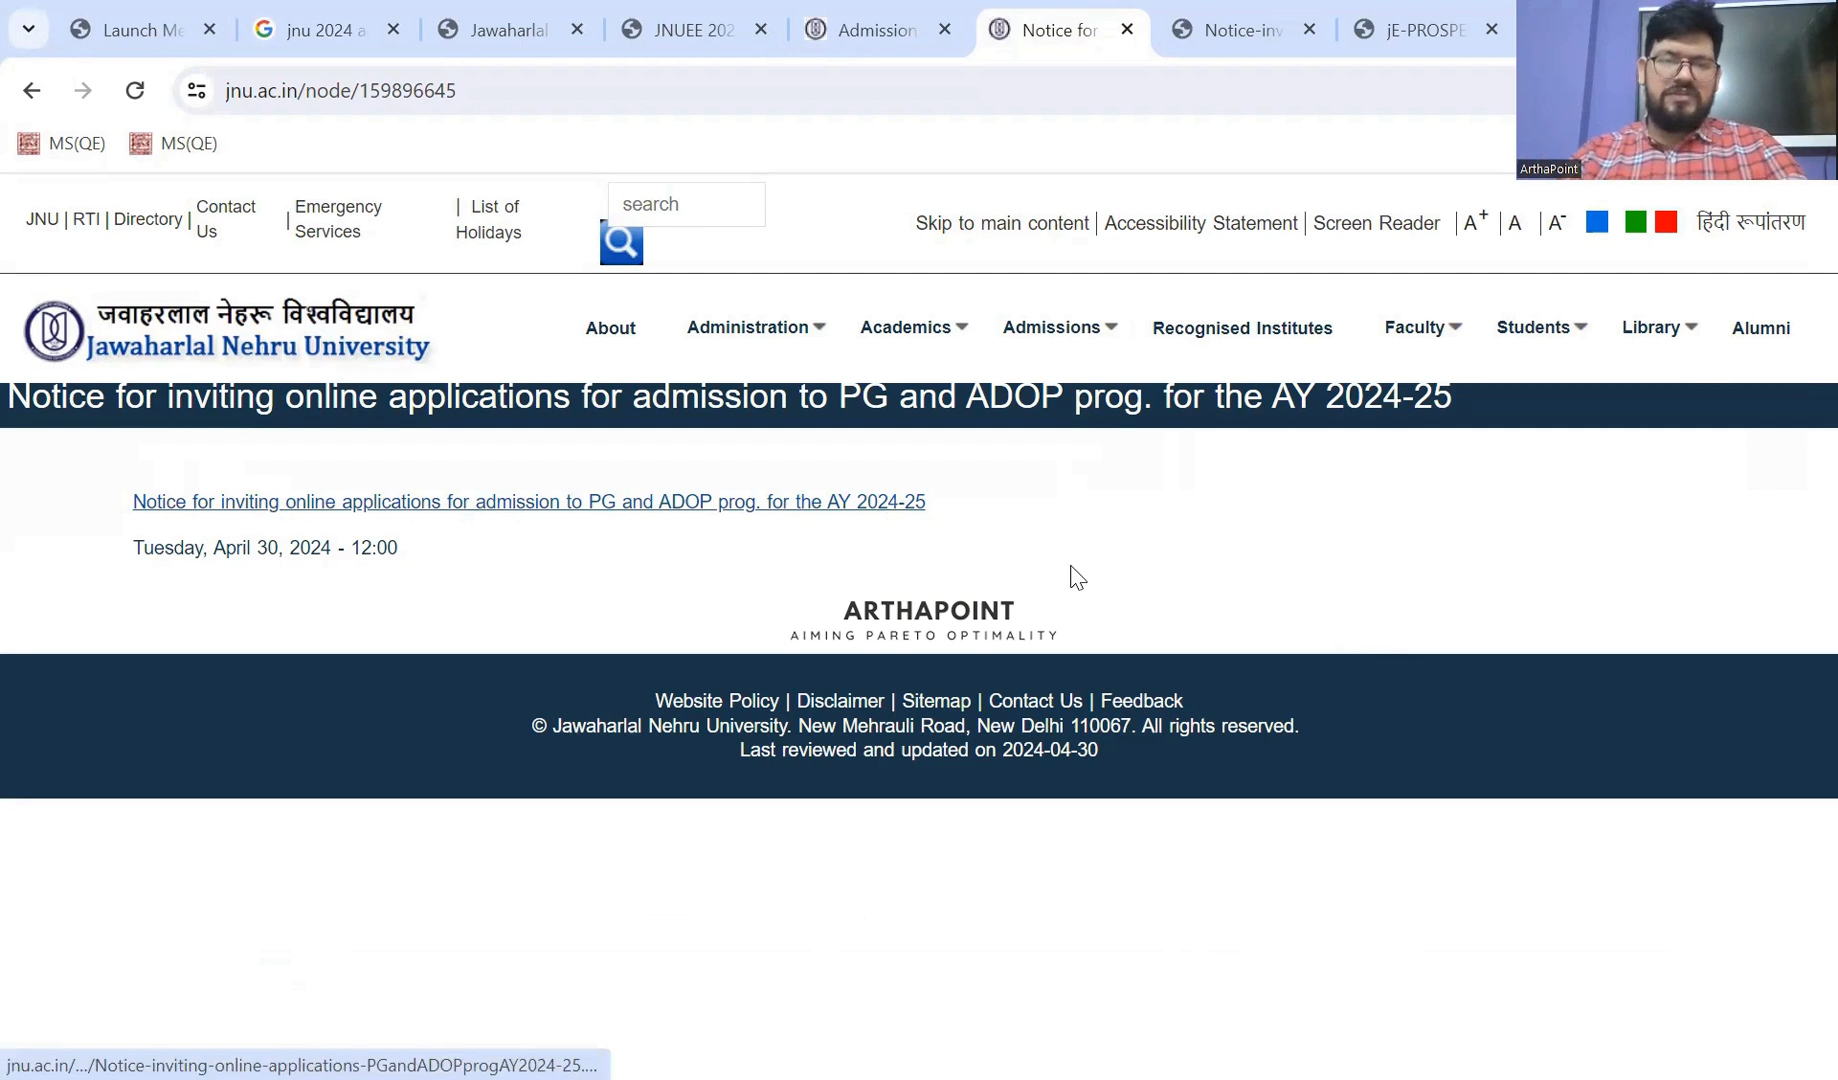 Launch Me
jnu 2024 a
Jawaharlal
JNUEE 202
Admission
Notice for
Notice-inv
jE-PROSPE
jnu.ac.in/node/159896645
MS(QE)
MS(QE)
ArthaPoint
JNU | RTI | Directory | Contact Us | Emergency Services | List of Holidays
search
Skip to main content | Accessibility Statement | Screen Reader | A+ | A | A- हिंदी रूपांतरण
जवाहरलाल नेहरू विश्वविद्यालय
Jawaharlal Nehru University
About Administration Academics Admissions Recognised Institutes Faculty Students Library Alumni
Notice for inviting online applications for admission to PG and ADOP prog. for the AY 2024-25
Notice for inviting online applications for admission to PG and ADOP prog. for the AY 2024-25
Tuesday, April 30, 2024 - 12:00
ARTHAPOINT
AIMING PARETO OPTIMALITY
Website Policy | Disclaimer | Sitemap | Contact Us | Feedback
© Jawaharlal Nehru University. New Mehrauli Road, New Delhi 110067. All rights reserved.
Last reviewed and updated on 2024-04-30
jnu.ac.in/.../Notice-inviting-online-applications-PGandADOPprogAY2024-25....